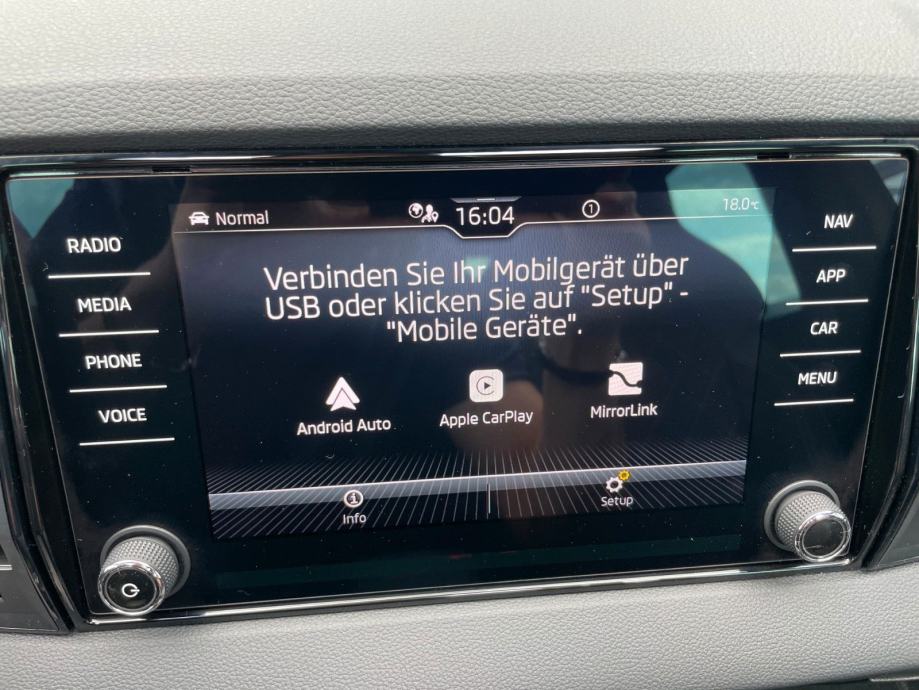 Normal
16:04
1
18.0°C
RADIO
MEDIA
PHONE
VOICE
Verbinden Sie Ihr Mobilgerät über
USB oder klicken Sie auf "Setup" -
"Mobile Geräte".
Android Auto
Apple CarPlay
MirrorLink
Info
Setup
NAV
APP
CAR
MENU